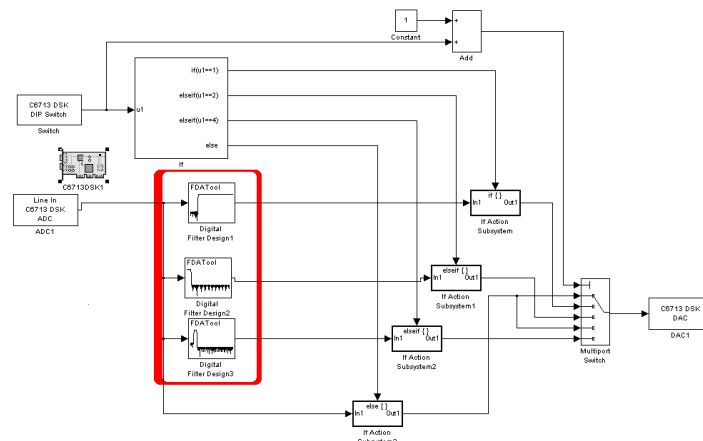 1
Constant
+
+
Add
if(u1==1)
elseif(u1==2)
elseif(u1==4)
else
u1
If
C6713 DSK
DIP Switch
Switch
C6713DSK1
Line In
C6713 DSK
ADC
ADC1
FDATool
Digital
Filter Design1
if { }
In1
Out1
If Action
Subsystem
FDATool
Digital
Filter Design2
elseif { }
In1
Out1
If Action
Subsystem1
FDATool
Digital
Filter Design3
elseif { }
In1
Out1
If Action
Subsystem2
Multiport
Switch
C6713 DSK
DAC
DAC1
else { }
In1
Out1
If Action